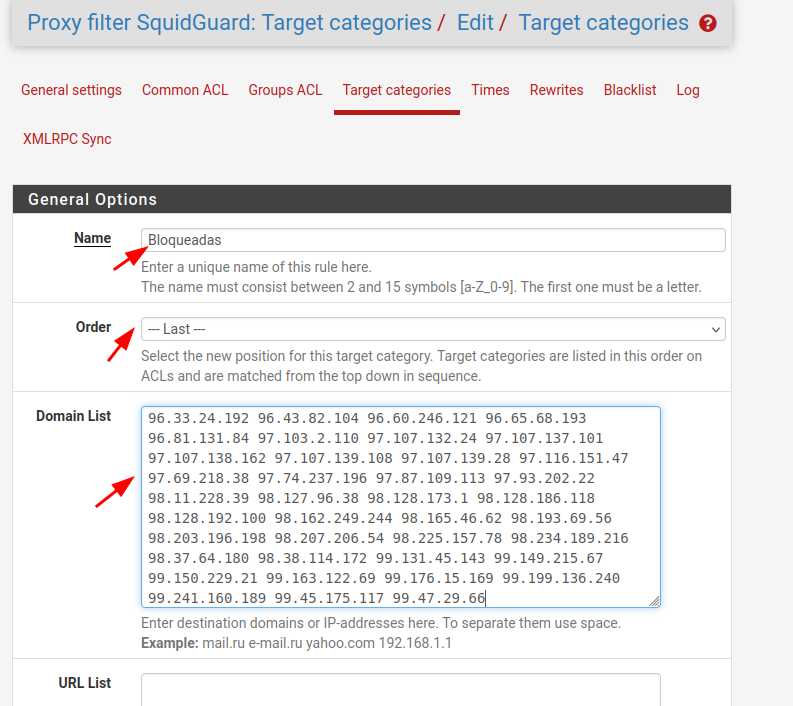 Proxy filter SquidGuard: Target categories / Edit / Target categories ?
General settings Common ACL Groups ACL Target categories Times Rewrites Blacklist Log
XMLRPC Sync
General Options
Name
Bloqueadas
Enter a unique name of this rule here.
The name must consist between 2 and 15 symbols [a-Z_0-9]. The first one must be a letter.
Order
--- Last ---
Select the new position for this target category. Target categories are listed in this order on
ACLs and are matched from the top down in sequence.
Domain List
96.33.24.192 96.43.82.104 96.60.246.121 96.65.68.193
96.81.131.84 97.103.2.110 97.107.132.24 97.107.137.101
97.107.138.162 97.107.139.108 97.107.139.28 97.116.151.47
97.69.218.38 97.74.237.196 97.87.109.113 97.93.202.22
98.11.228.39 98.127.96.38 98.128.173.1 98.128.186.118
98.128.192.100 98.162.249.244 98.165.46.62 98.193.69.56
98.203.196.198 98.207.206.54 98.225.157.78 98.234.189.216
98.37.64.180 98.38.114.172 99.131.45.143 99.149.215.67
99.150.229.21 99.163.122.69 99.176.15.169 99.199.136.240
99.241.160.189 99.45.175.117 99.47.29.66
Enter destination domains or IP-addresses here. To separate them use space.
Example: mail.ru e-mail.ru yahoo.com 192.168.1.1
URL List